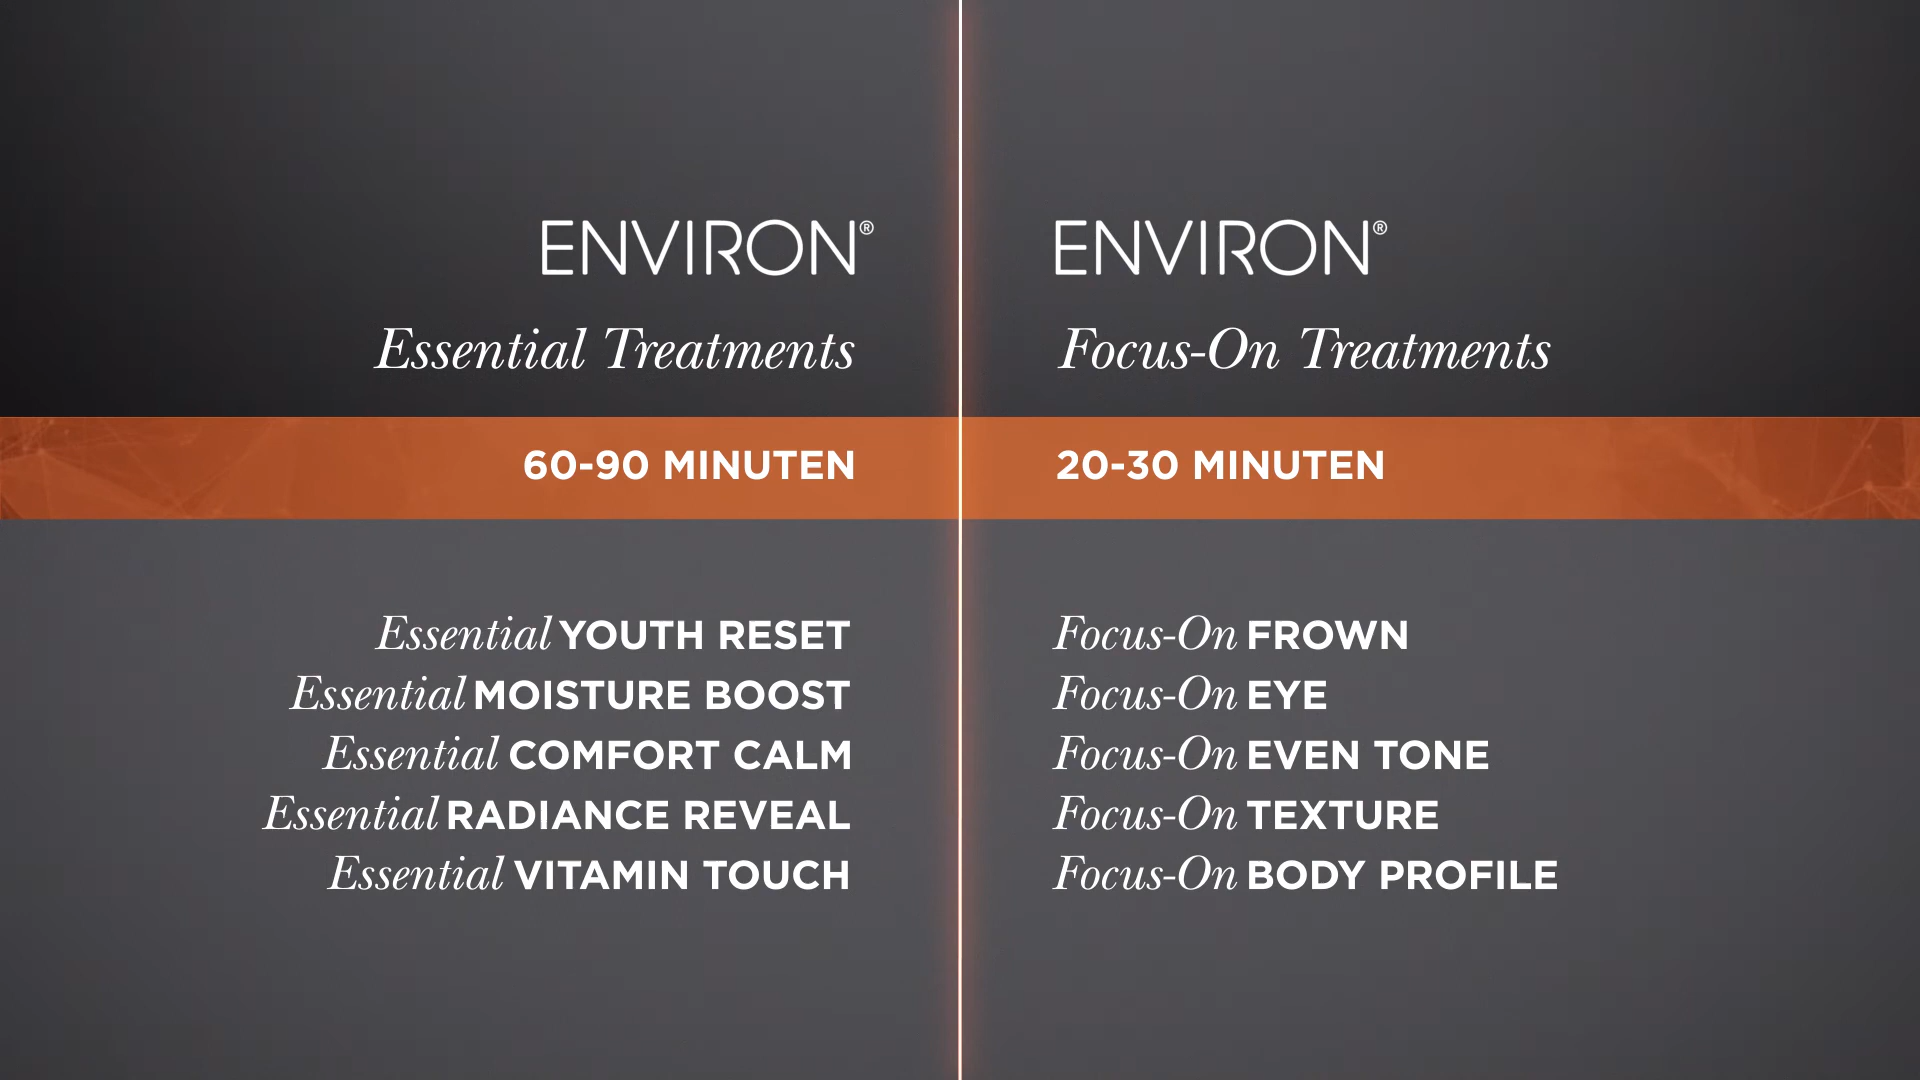 ENVIRON®
Essential Treatments
60-90 MINUTEN
Essential YOUTH RESET
Essential MOISTURE BOOST
Essential COMFORT CALM
Essential RADIANCE REVEAL
Essential VITAMIN TOUCH
ENVIRON®
Focus-On Treatments
20-30 MINUTEN
Focus-On FROWN
Focus-On EYE
Focus-On EVEN TONE
Focus-On TEXTURE
Focus-On BODY PROFILE